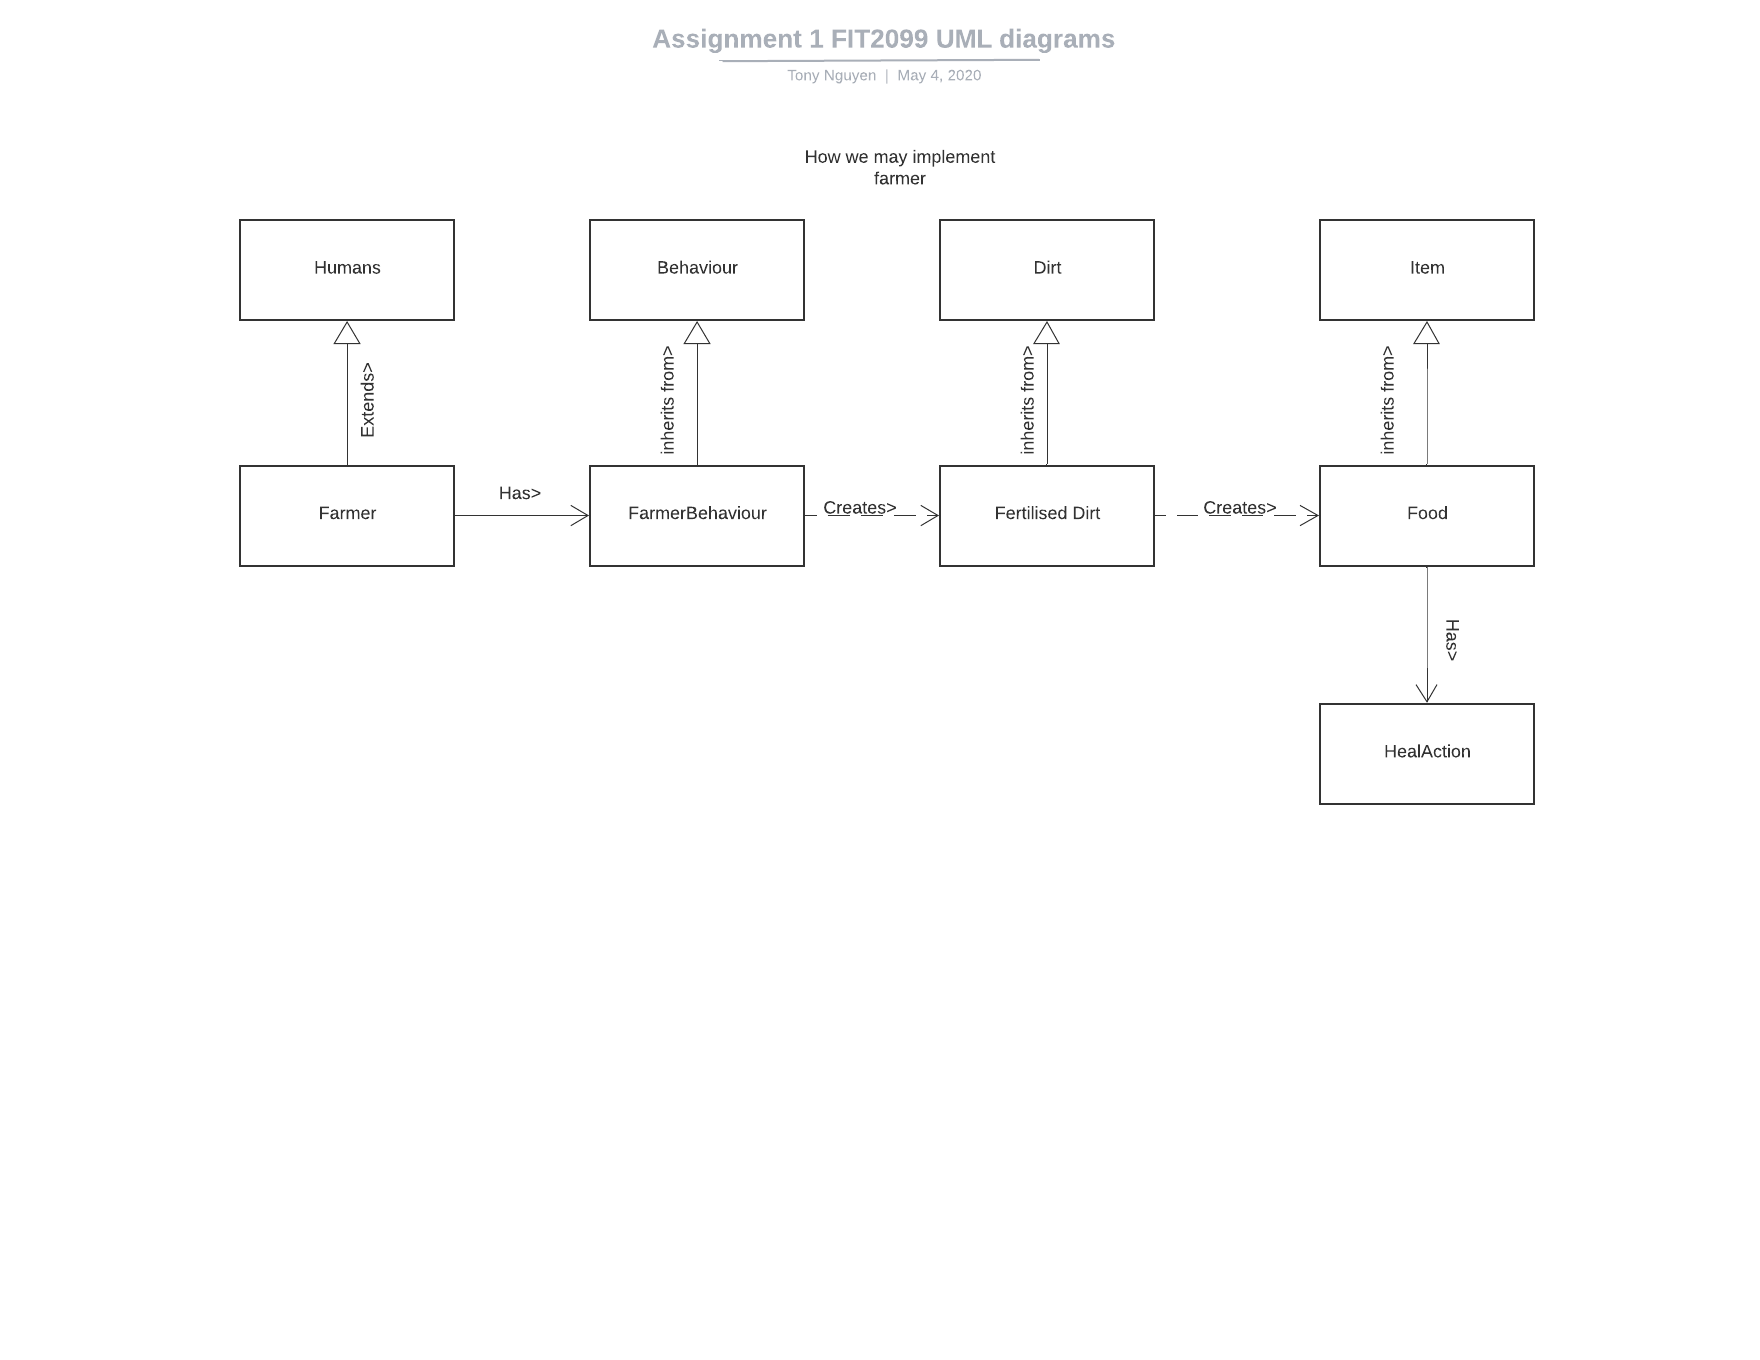 Assignment 1 FIT2099 UML diagrams
Tony Nguyen | May 4, 2020
How we may implement
farmer
Humans
Behaviour
Dirt
Item
Extends>
inherits from>
inherits from>
inherits from>
Farmer
Has>
FarmerBehaviour
Creates>
Fertilised Dirt
Creates>
Food
Has>
HealAction